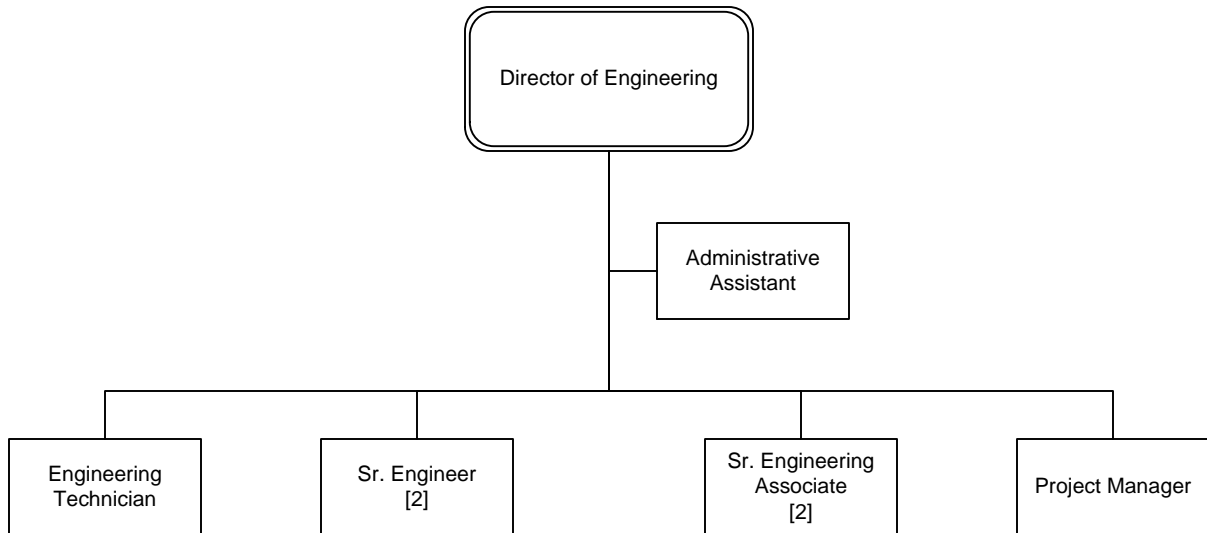 Director of Engineering
Administrative
Assistant
Engineering
Technician
Sr. Engineer
[2]
Sr. Engineering
Associate
[2]
Project Manager